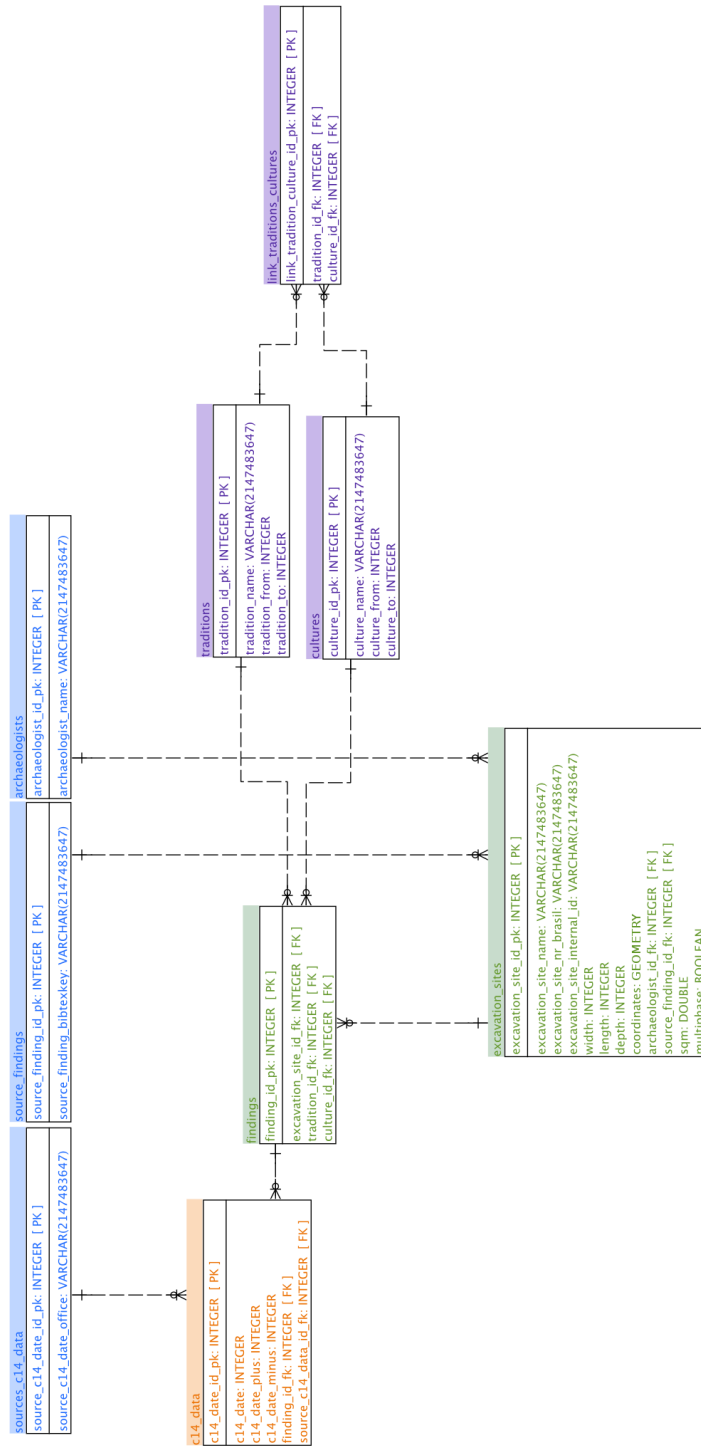 sources_c14_data
source_c14_date_id_pk: INTEGER [ PK ]
source_c14_date_office: VARCHAR(2147483647)
source_findings
source_finding_id_pk: INTEGER [ PK ]
source_finding_bibtexkey: VARCHAR(2147483647)
archaeologists
archaeologist_id_pk: INTEGER [ PK ]
archaeologist_name: VARCHAR(2147483647)
c14_data
c14_date_id_pk: INTEGER [ PK ]
c14_date: INTEGER
c14_date_plus: INTEGER
c14_date_minus: INTEGER
finding_id_fk: INTEGER [ FK ]
source_c14_data_id_fk: INTEGER [ FK ]
findings
finding_id_pk: INTEGER [ PK ]
excavation_site_id_fk: INTEGER [ FK ]
tradition_id_fk: INTEGER [ FK ]
culture_id_fk: INTEGER [ FK ]
traditions
tradition_id_pk: INTEGER [ PK ]
tradition_name: VARCHAR(2147483647)
tradition_from: INTEGER
tradition_to: INTEGER
cultures
culture_id_pk: INTEGER [ PK ]
culture_name: VARCHAR(2147483647)
culture_from: INTEGER
culture_to: INTEGER
link_traditions_cultures
link_tradition_culture_id_pk: INTEGER [ PK ]
tradition_id_fk: INTEGER [ FK ]
culture_id_fk: INTEGER [ FK ]
excavation_sites
excavation_site_id_pk: INTEGER [ PK ]
excavation_site_name: VARCHAR(2147483647)
excavation_site_nr_brasil: VARCHAR(2147483647)
excavation_site_internal_id: VARCHAR(2147483647)
width: INTEGER
length: INTEGER
depth: INTEGER
coordinates: GEOMETRY
archaeologist_id_fk: INTEGER [ FK ]
source_finding_id_fk: INTEGER [ FK ]
sqm: DOUBLE
multiphase: BOOLEAN